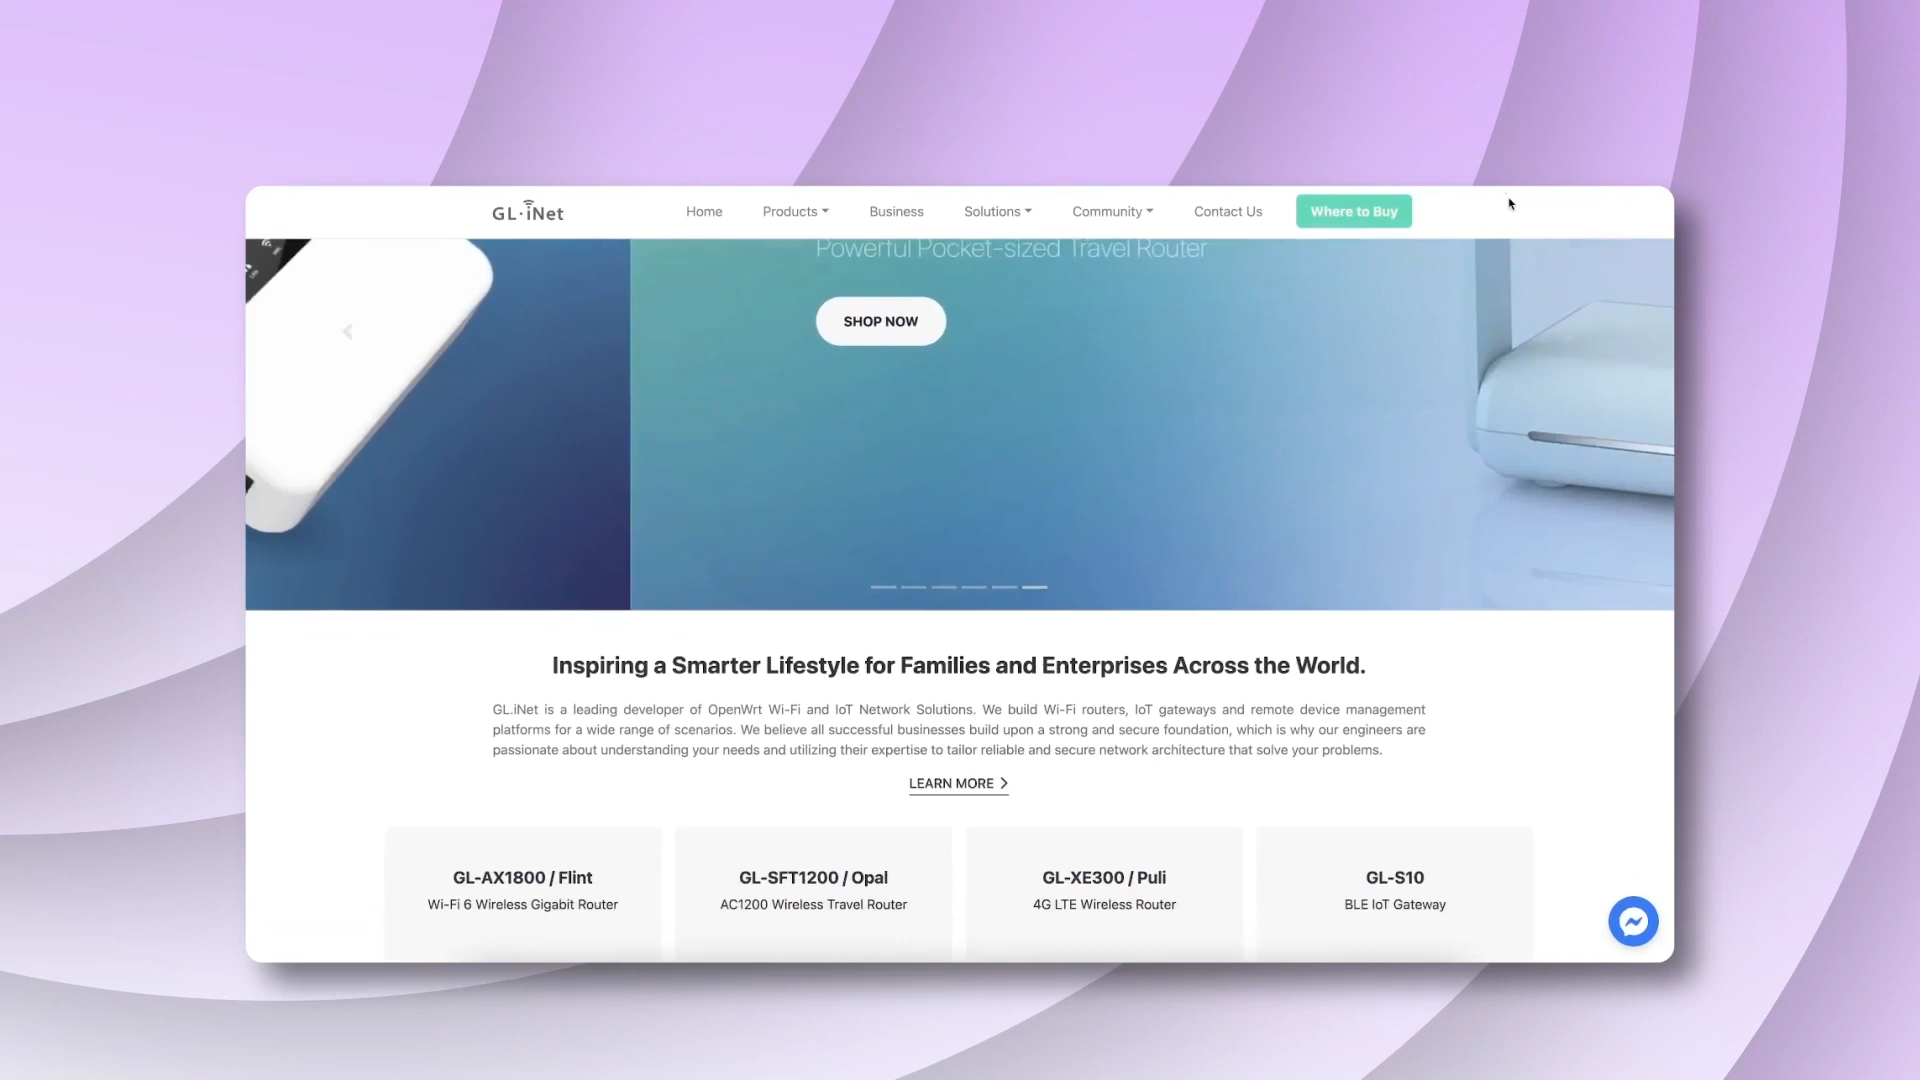 GL·iNet
Home
Products
Business
Solutions
Community
Contact Us
Where to Buy
Powerful Pocket-sized Travel Router
SHOP NOW
Inspiring a Smarter Lifestyle for Families and Enterprises Across the World.
GL.iNet is a leading developer of OpenWrt Wi-Fi and IoT Network Solutions. We build Wi-Fi routers, IoT gateways and remote device management
platforms for a wide range of scenarios. We believe all successful businesses build upon a strong and secure foundation, which is why our engineers are
passionate about understanding your needs and utilizing their expertise to tailor reliable and secure network architecture that solve your problems.
LEARN MORE
GL-AX1800 / Flint
Wi-Fi 6 Wireless Gigabit Router
GL-SFT1200 / Opal
AC1200 Wireless Travel Router
GL-XE300 / Puli
4G LTE Wireless Router
GL-S10
BLE IoT Gateway